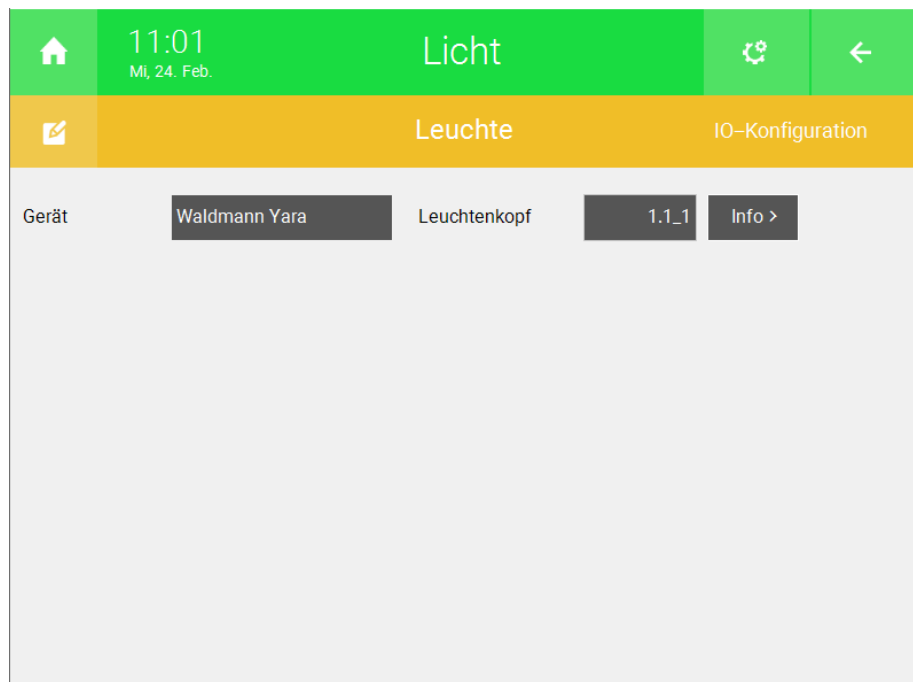 11:01
Mi, 24. Feb.
Licht
Leuchte
IO–Konfiguration
Gerät
Waldmann Yara
Leuchtenkopf
1.1_1
Info >